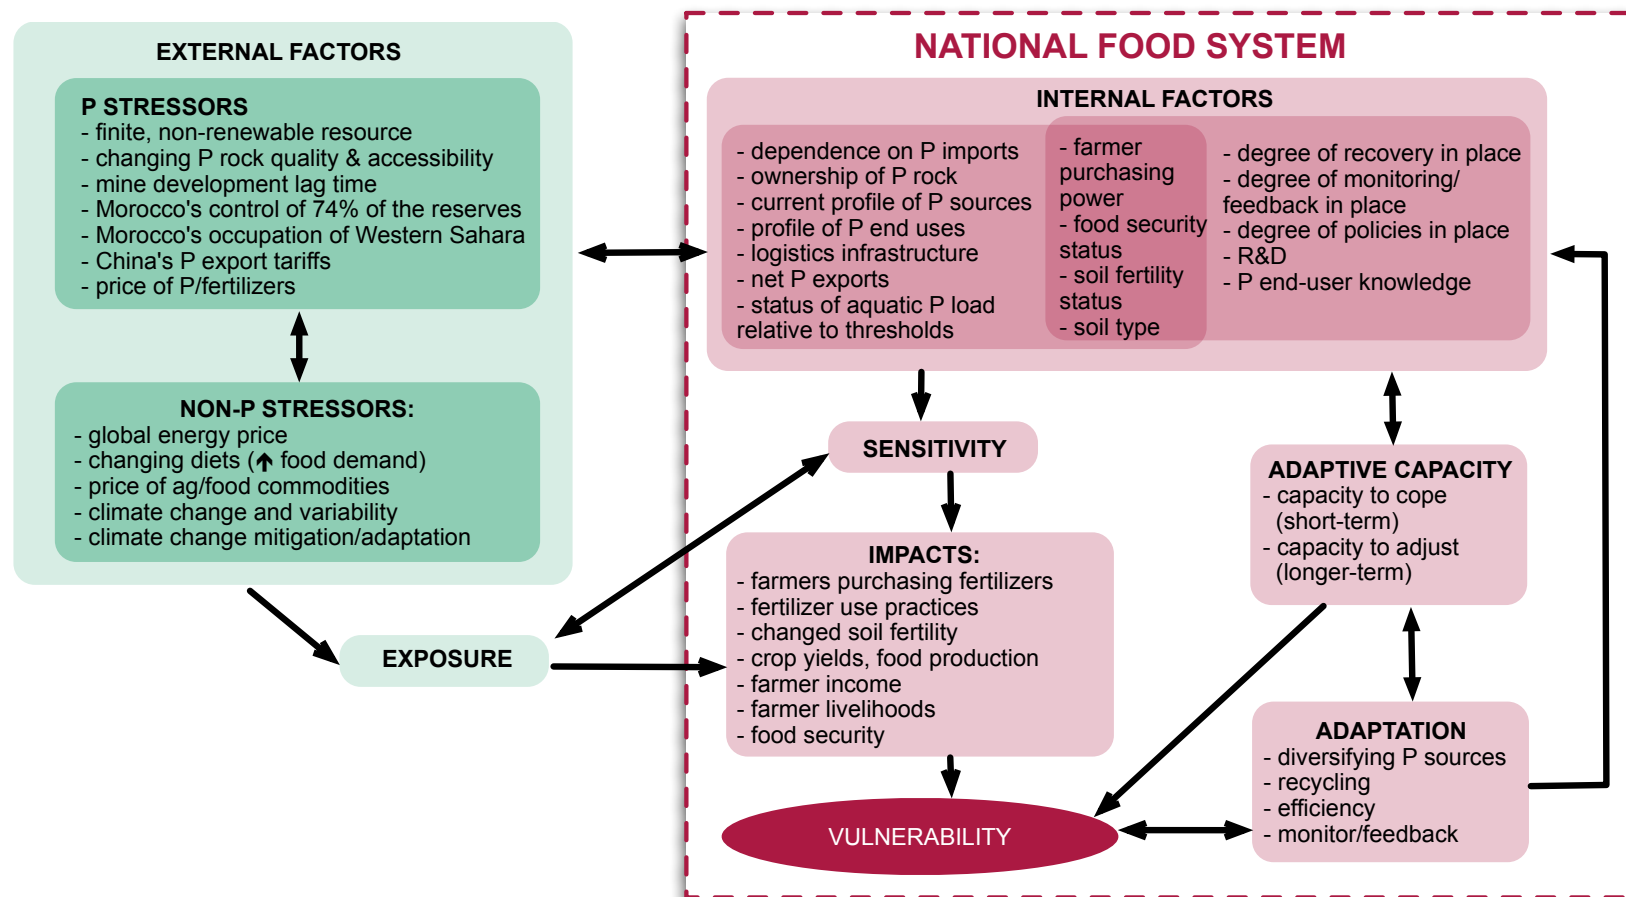 EXTERNAL FACTORS
P STRESSORS
- finite, non-renewable resource
- changing P rock quality & accessibility
- mine development lag time
- Morocco's control of 74% of the reserves
- Morocco's occupation of Western Sahara
- China's P export tariffs
- price of P/fertilizers
NON-P STRESSORS:
- global energy price
- changing diets (↑ food demand)
- price of ag/food commodities
- climate change and variability
- climate change mitigation/adaptation
EXPOSURE
NATIONAL FOOD SYSTEM
INTERNAL FACTORS
- dependence on P imports
- ownership of P rock
- current profile of P sources
- profile of P end uses
- logistics infrastructure
- net P exports
- status of aquatic P load
relative to thresholds
- farmer
purchasing
power
- food security
status
- soil fertility
status
- soil type
- degree of recovery in place
- degree of monitoring/
feedback in place
- degree of policies in place
- R&D
- P end-user knowledge
SENSITIVITY
IMPACTS:
- farmers purchasing fertilizers
- fertilizer use practices
- changed soil fertility
- crop yields, food production
- farmer income
- farmer livelihoods
- food security
VULNERABILITY
ADAPTIVE CAPACITY
- capacity to cope
(short-term)
- capacity to adjust
(longer-term)
ADAPTATION
- diversifying P sources
- recycling
- efficiency
- monitor/feedback